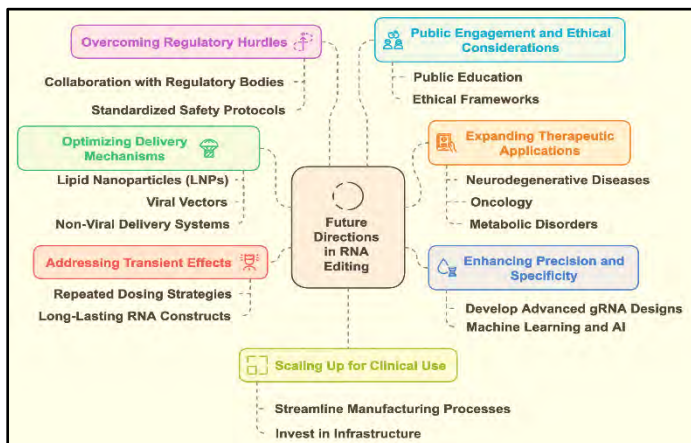 Overcoming Regulatory Hurdles
Collaboration with Regulatory Bodies
Standardized Safety Protocols
Public Engagement and Ethical
Considerations
Public Education
Ethical Frameworks
Optimizing Delivery
Mechanisms
Lipid Nanoparticles (LNPs)
Viral Vectors
Non-Viral Delivery Systems
Expanding Therapeutic
Applications
Neurodegenerative Diseases
Oncology
Metabolic Disorders
Future
Directions
in RNA
Editing
Addressing Transient Effects
Repeated Dosing Strategies
Long-Lasting RNA Constructs
Enhancing Precision and
Specificity
Develop Advanced gRNA Designs
Machine Learning and AI
Scaling Up for Clinical Use
Streamline Manufacturing Processes
Invest in Infrastructure